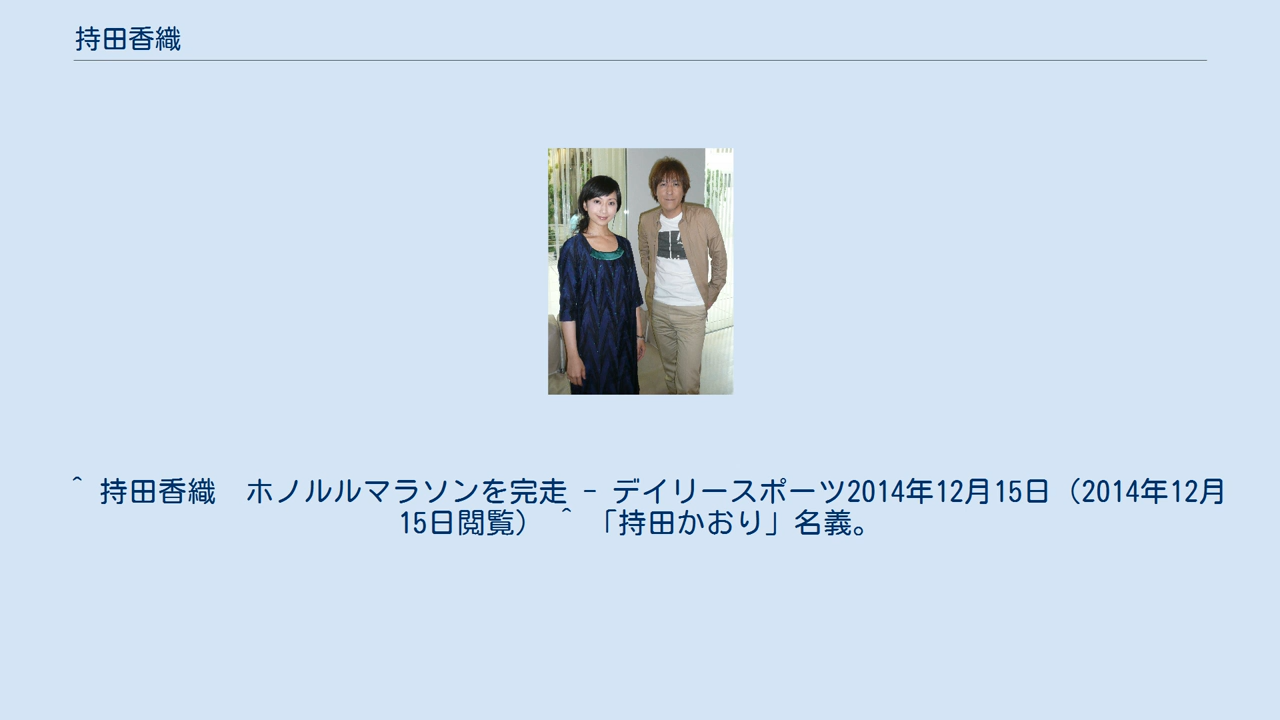 持田香織
^ 持田香織　ホノルルマラソンを完走 - デイリースポーツ2014年12月15日（2014年12月
15日閲覧） ^ 「持田かおり」名義。